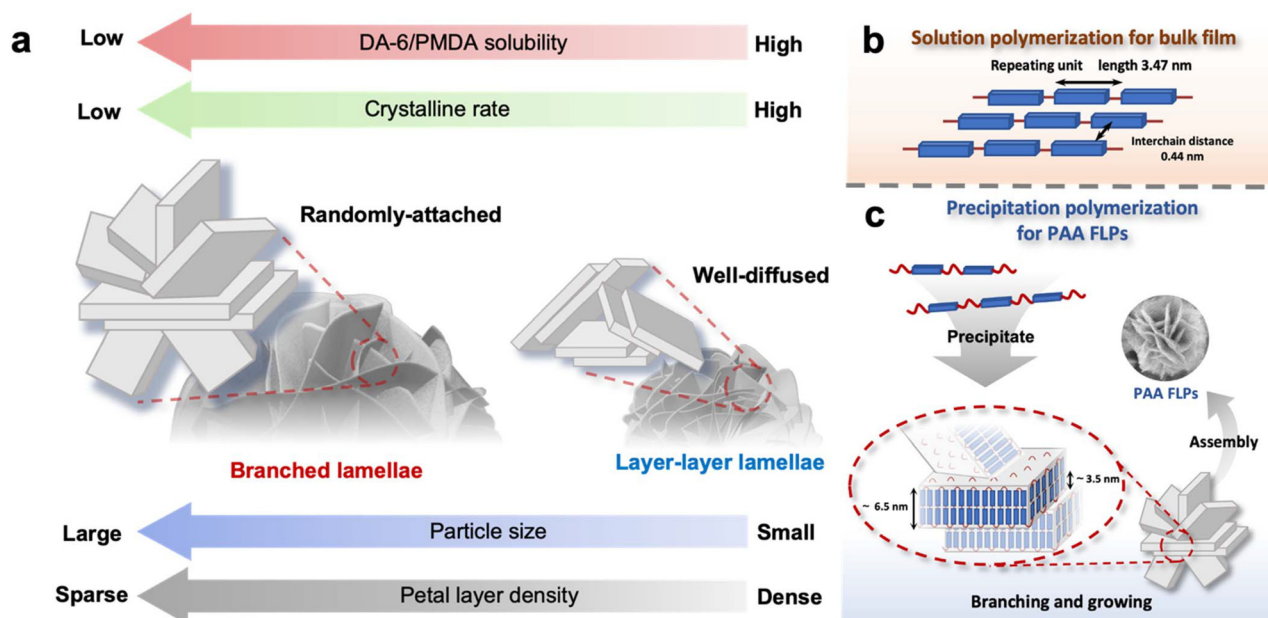 a
Low
DA-6/PMDA solubility
High
Low
Crystalline rate
High
Randomly-attached
Well-diffused
Branched lamellae
Layer-layer lamellae
Large
Particle size
Small
Sparse
Petal layer density
Dense
b
Solution polymerization for bulk film
Repeating unit length 3.47 nm
Interchain distance
0.44 nm
c
Precipitation polymerization
for PAA FLPs
Precipitate
PAA FLPs
Assembly
~ 3.5 nm
~ 6.5 nm
Branching and growing